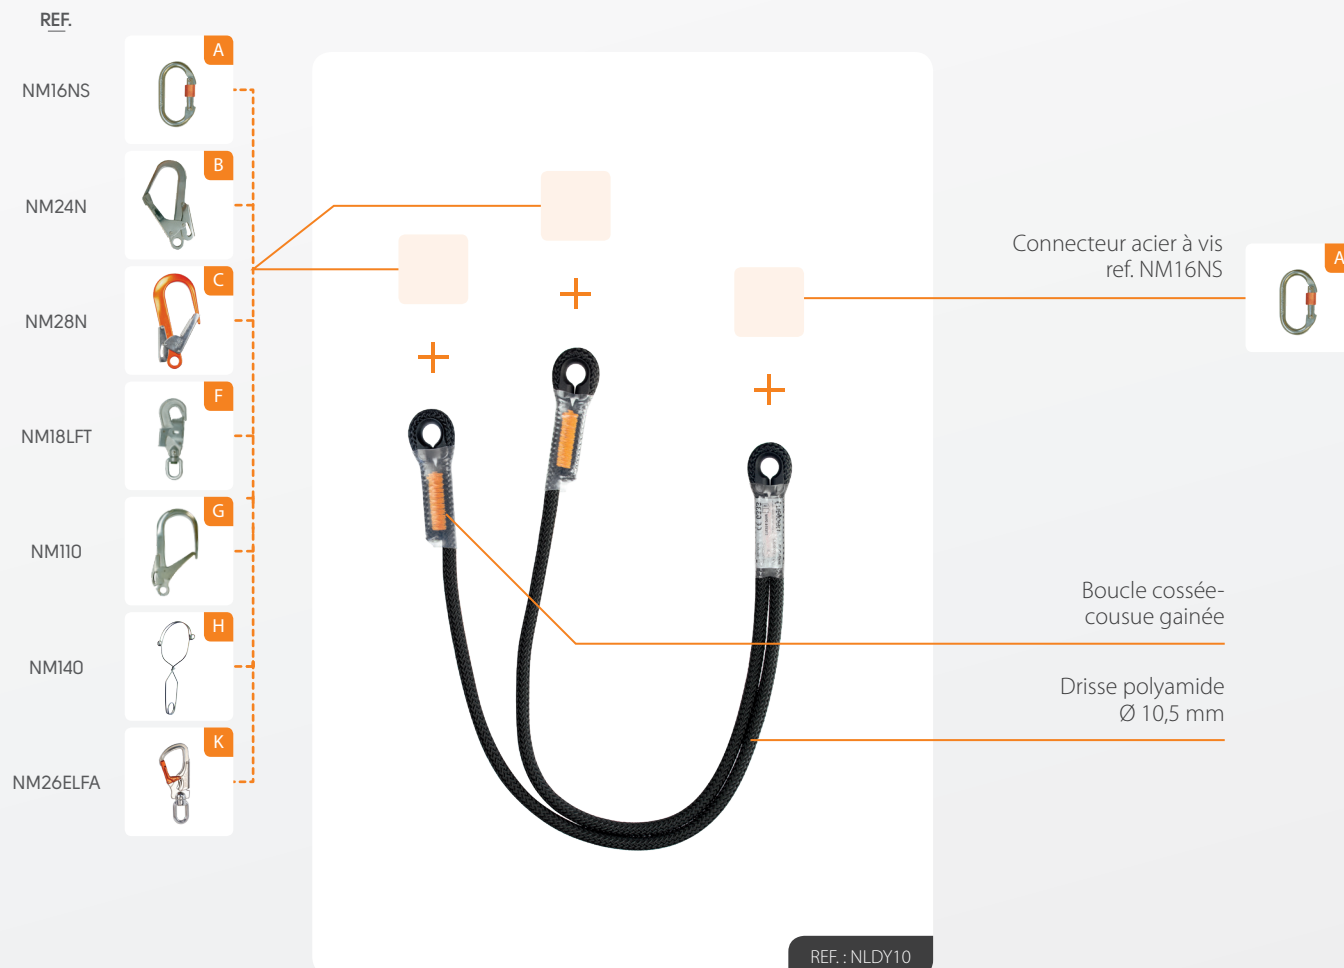 REF.
A
NM16NS
B
NM24N
C
NM28N
F
NM18LFT
G
NM110
H
NM140
K
NM26ELFA
Connecteur acier à vis
ref. NM16NS
A
Boucle cossée-
cousue gainée
Drisse polyamide
Ø 10,5 mm
REF. : NLDY10